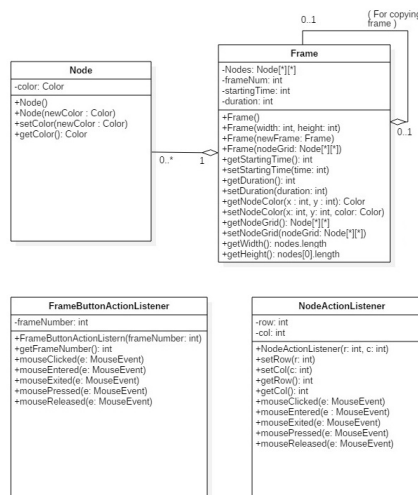 0..1
( For copying
frame )
Node
-color: Color
+Node()
+Node(newColor : Color)
+setColor(newColor : Color)
+getColor(): Color
0..*
1
Frame
-Nodes: Node[*][*]
-frameNum: int
-startingTime: int
-duration: int
+Frame()
+Frame(width: int, height: int)
+Frame(newFrame: Frame)
+Frame(nodeGrid: Node[*][*])
+getStartingTime(): int
+setStartingTime(time: int)
+getDuration(): int
+setDuration(duration: int)
+getNodeColor(x : int, y : int): Color
+setNodeColor(x: int, y: int, color: Color)
+getNodeGrid(): Node[*][*]
+setNodeGrid(nodeGrid: Node[*][*])
+getWidth(): nodes.length
+getHeight(): nodes[0].length
0..1
FrameButtonActionListener
-frameNumber: int
+FrameButtonActionListern(frameNumber: int)
+getFrameNumber(): int
+mouseClicked(e: MouseEvent)
+mouseEntered(e: MouseEvent)
+mouseExited(e: MouseEvent)
+mousePressed(e: MouseEvent)
+mouseReleased(e: MouseEvent)
NodeActionListener
-row: int
-col: int
+NodeActionListener(r: int, c: int)
+setRow(r: int)
+setCol(c: int)
+getRow(): int
+getCol(): int
+mouseClicked(e: MouseEvent)
+mouseEntered(e : MouseEvent)
+mouseExited(e: MouseEvent)
+mousePressed(e: MouseEvent)
+mouseReleased(e: MouseEvent)